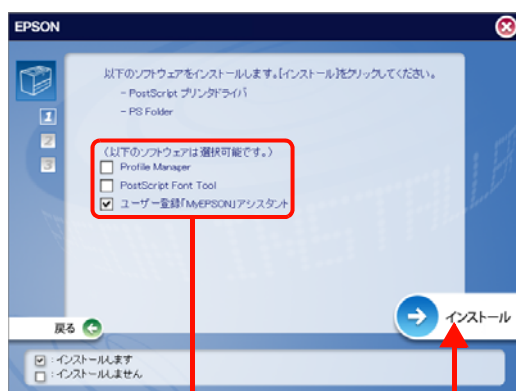 EPSON
以下のソフトウェアをインストールします。[インストール]をクリックしてください。
- PostScript プリンタドライバ
- PS Folder
1
2
3
(以下のソフトウェアは選択可能です。)
Profile Manager
PostScript Font Tool
ユーザー登録「MyEPSON」アシスタント
インストール
戻る
:インストールします
:インストールしません